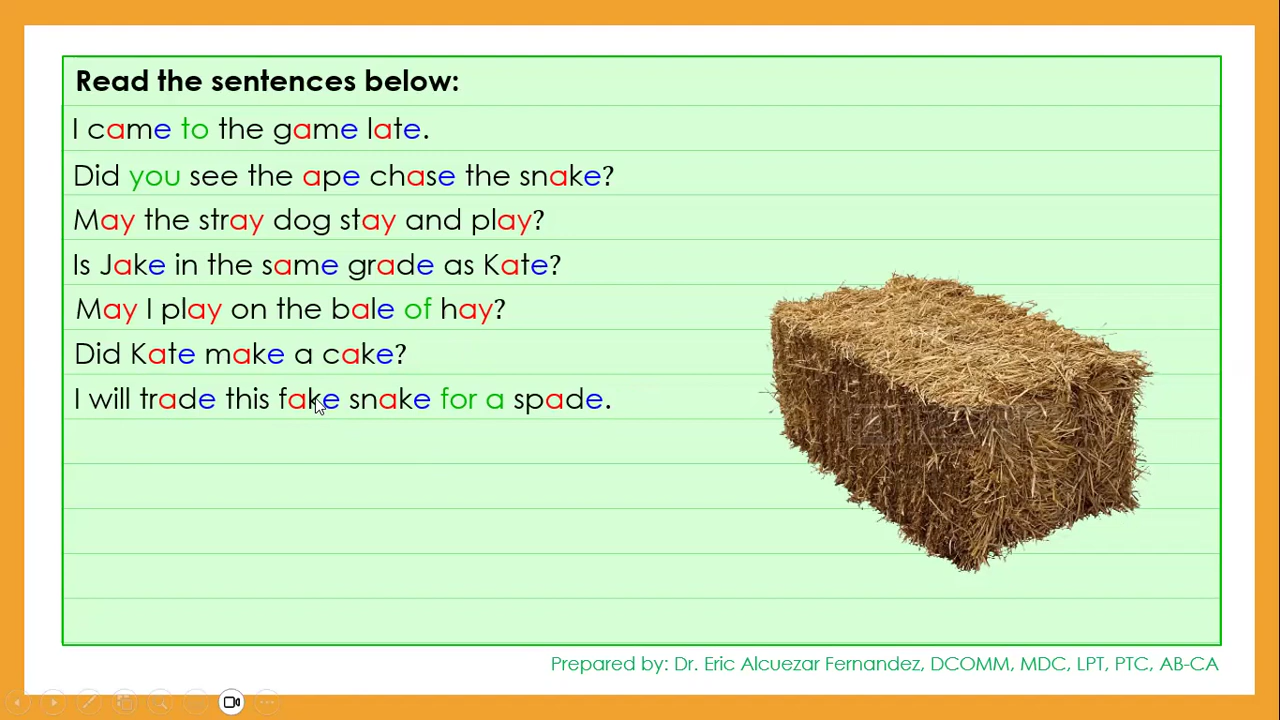 Read the sentences below:
I came to the game late.
Did you see the ape chase the snake?
May the stray dog stay and play?
Is Jake in the same grade as Kate?
May I play on the bale of hay?
Did Kate make a cake?
I will trade this fake snake for a spade.
Prepared by: Dr. Eric Alcuezar Fernandez, DCOMM, MDC, LPT, PTC, AB-CA